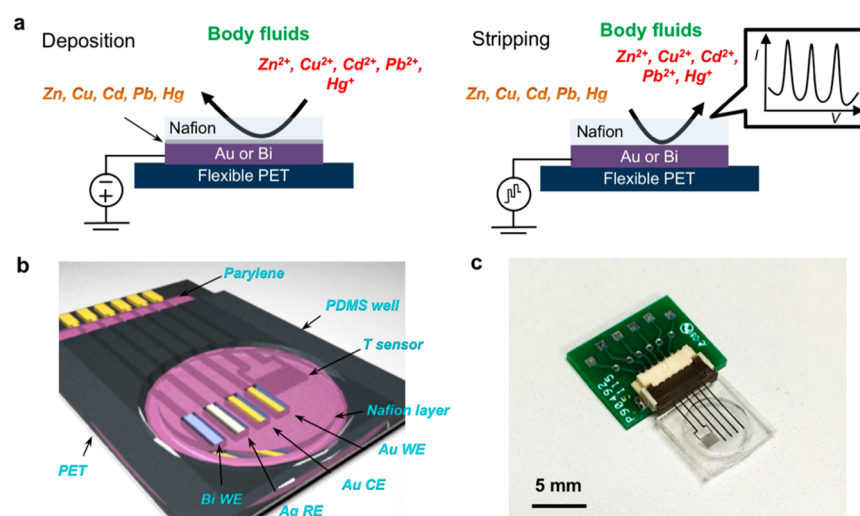 a
Deposition
Body fluids
Zn2+, Cu2+, Cd2+, Pb2+,
Hg+
Zn, Cu, Cd, Pb, Hg
Nafion
Au or Bi
Flexible PET
Stripping
Body fluids
Zn2+, Cu2+, Cd2+,
Pb2+, Hg+
Zn, Cu, Cd, Pb, Hg
Nafion
Au or Bi
Flexible PET
I
V
b
Parylene
PDMS well
T sensor
Nafion layer
Au WE
Au CE
Ag RE
Bi WE
PET
c
P90492
5 mm